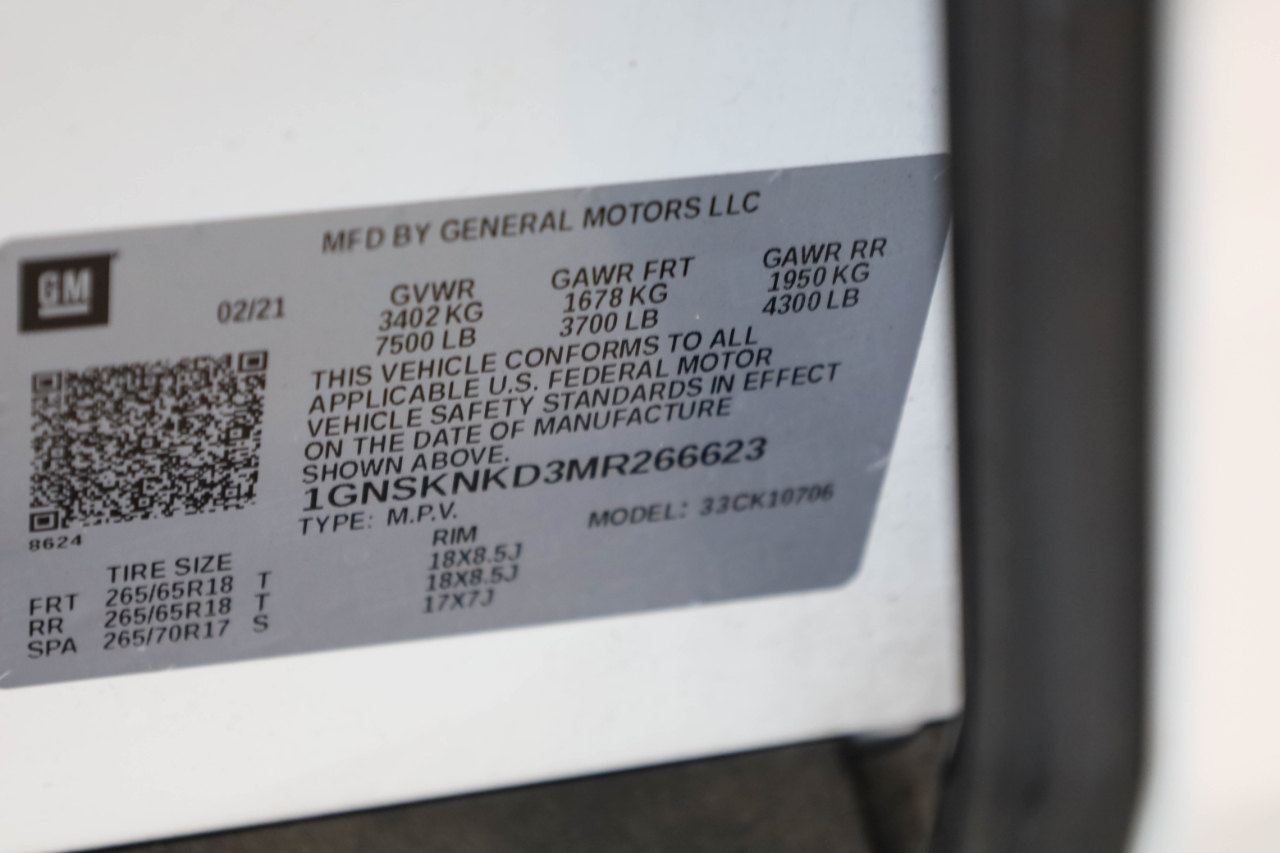 MFD BY GENERAL MOTORS LLC
GM
02/21
GVWR GAWR FRT GAWR RR
3402 KG 1678 KG 1950 KG
7500 LB 3700 LB 4300 LB
THIS VEHICLE CONFORMS TO ALL
APPLICABLE U.S. FEDERAL MOTOR
VEHICLE SAFETY STANDARDS IN EFFECT
ON THE DATE OF MANUFACTURE
SHOWN ABOVE.
1GNSKNKD3MR266623
TYPE: M.P.V. MODEL: 33CK10706
8624
TIRE SIZE RIM
FRT 265/65R18 T 18X8.5J
RR 265/65R18 T 18X8.5J
SPA 265/70R17 S 17X7J